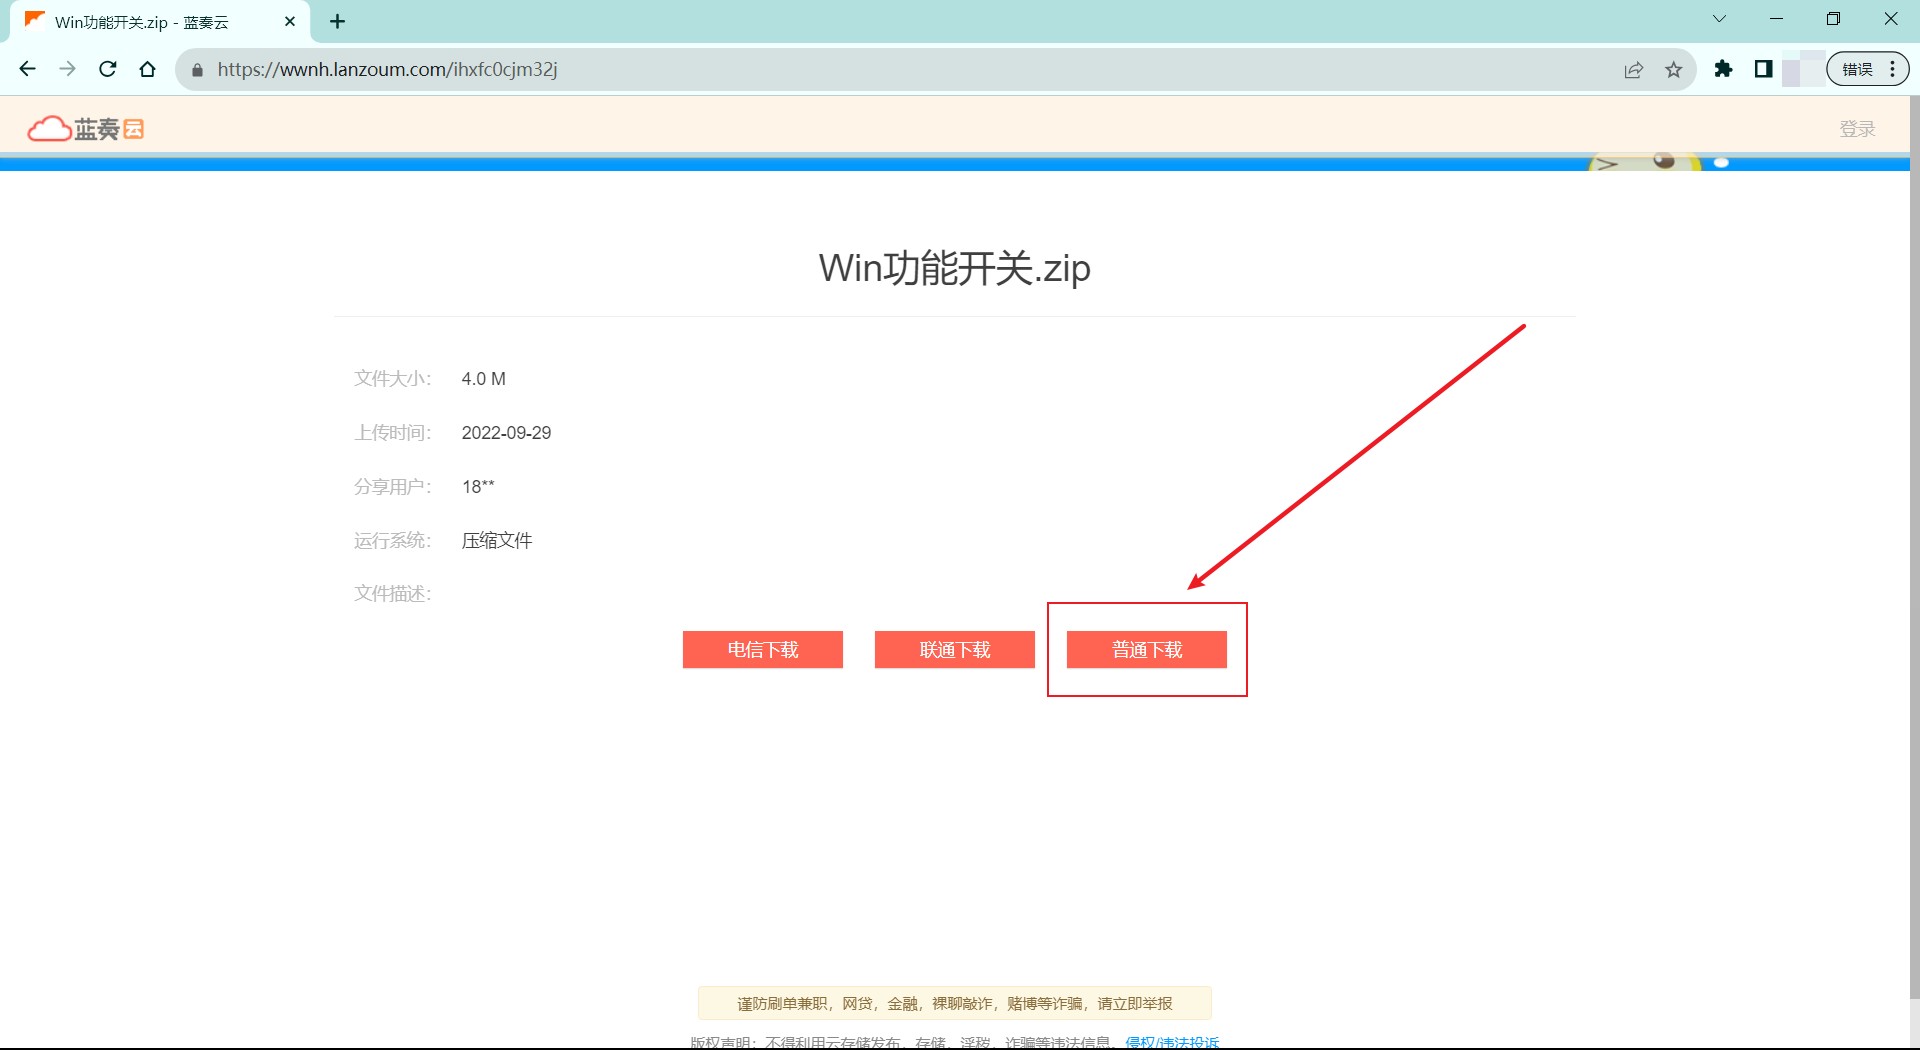 Win功能开关.zip - 蓝奏云
https://wwnh.lanzoum.com/ihxfc0cjm32j
错误
蓝奏云
登录
Win功能开关.zip
文件大小： 4.0 M
上传时间： 2022-09-29
分享用户： 18**
运行系统： 压缩文件
文件描述：
电信下载 联通下载 普通下载
谨防刷单兼职，网贷，金融，裸聊敲诈，赌博等诈骗，请立即举报
版权声明：不得利用云存储发布、存储、淫秽、诈骗等违法信息。侵权/违法投诉